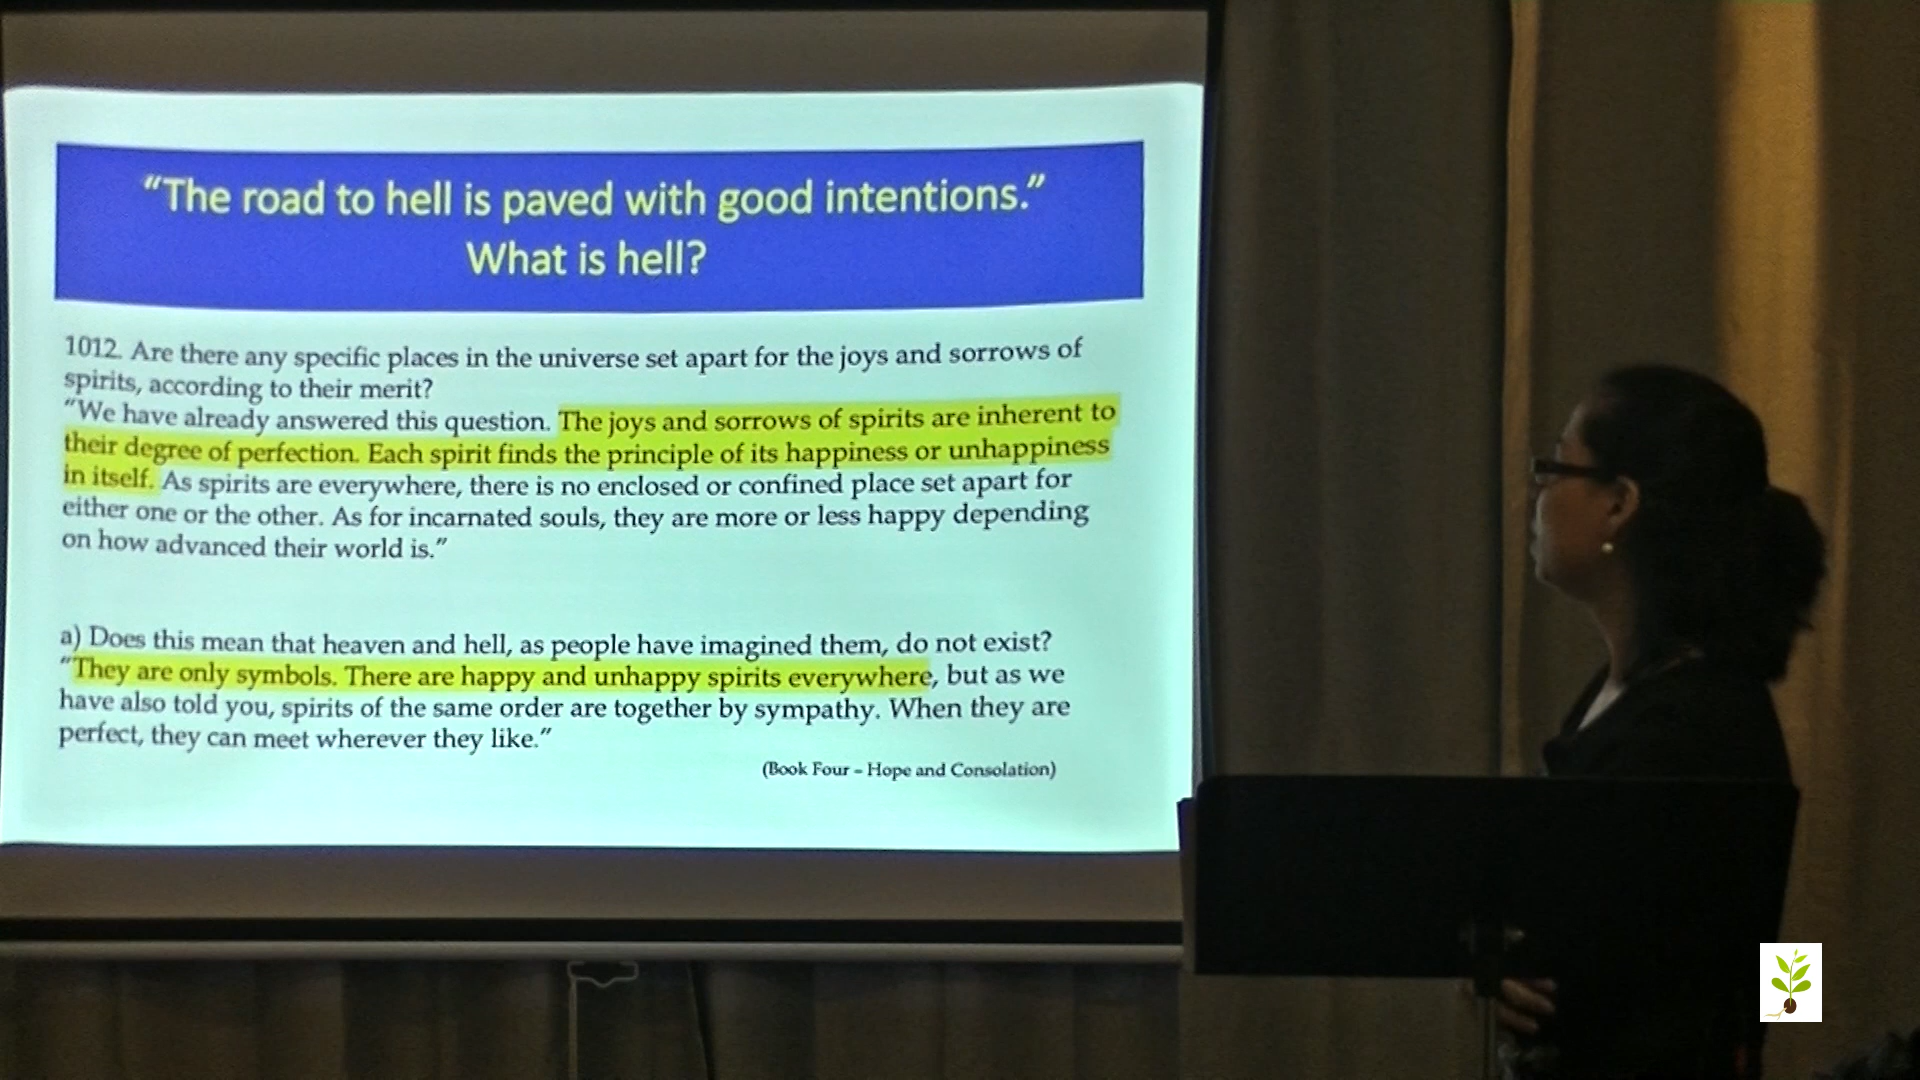 “The road to hell is paved with good intentions.”
What is hell?
1012. Are there any specific places in the universe set apart for the joys and sorrows of
spirits, according to their merit?
“We have already answered this question. The joys and sorrows of spirits are inherent to
their degree of perfection. Each spirit finds the principle of its happiness or unhappiness
in itself. As spirits are everywhere, there is no enclosed or confined place set apart for
either one or the other. As for incarnated souls, they are more or less happy depending
on how advanced their world is.”
a) Does this mean that heaven and hell, as people have imagined them, do not exist?
“They are only symbols. There are happy and unhappy spirits everywhere, but as we
have also told you, spirits of the same order are together by sympathy. When they are
perfect, they can meet wherever they like.”
(Book Four – Hope and Consolation)